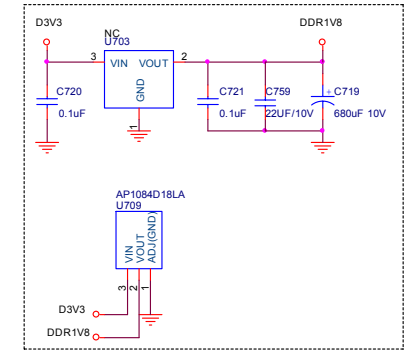 D3V3
DDR1V8
NC
U703
3
VIN
VOUT
2
GND
1
C720
0.1uF
C721
0.1uF
C759
22UF/10V
+
C719
680uF 10V
AP1084D18LA
U709
VIN
VOUT
ADJ(GND)
3
2
1
D3V3
DDR1V8